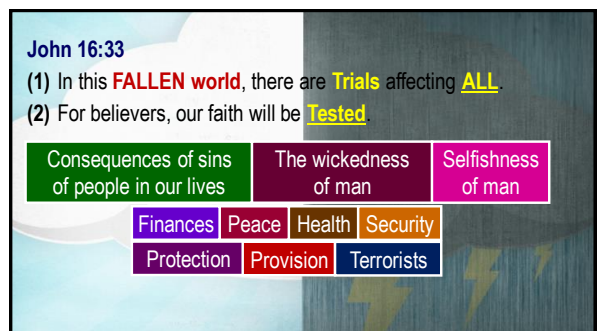 John 16:33
(1) In this FALLEN world, there are Trials affecting ALL.
(2) For believers, our faith will be Tested.
Consequences of sins of people in our lives
The wickedness of man
Selfishness of man
Finances Peace Health Security
Protection Provision Terrorists